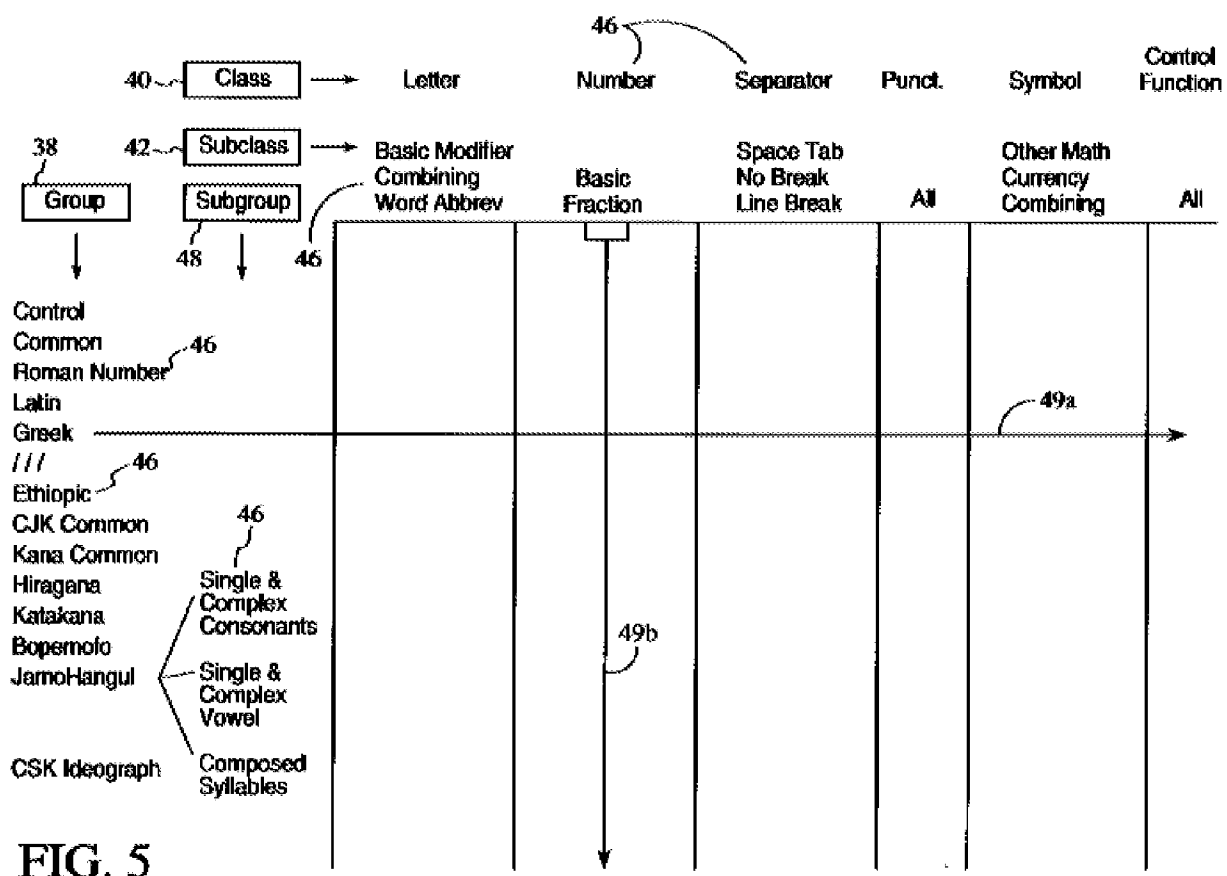 46
40 Class Letter Number Separator Punct. Symbol Control Function
38 42 Subclass
Basic Modifier Combining Word Abbrev
Basic Fraction
Space Tab No Break Line Break
All
Other Math Currency Combining
All
Group Subgroup
48 46
Control
Common
Roman Number 46
Latin
Greek 49a
///
Ethiopic 46
CJK Common
Kana Common
Hiragana
Katakana
Bopemofo
JamoHangul
CSK Ideograph
46
Single &
Complex
Consonants
Single &
Complex
Vowel
Composed
Syllables
49b
FIG. 5